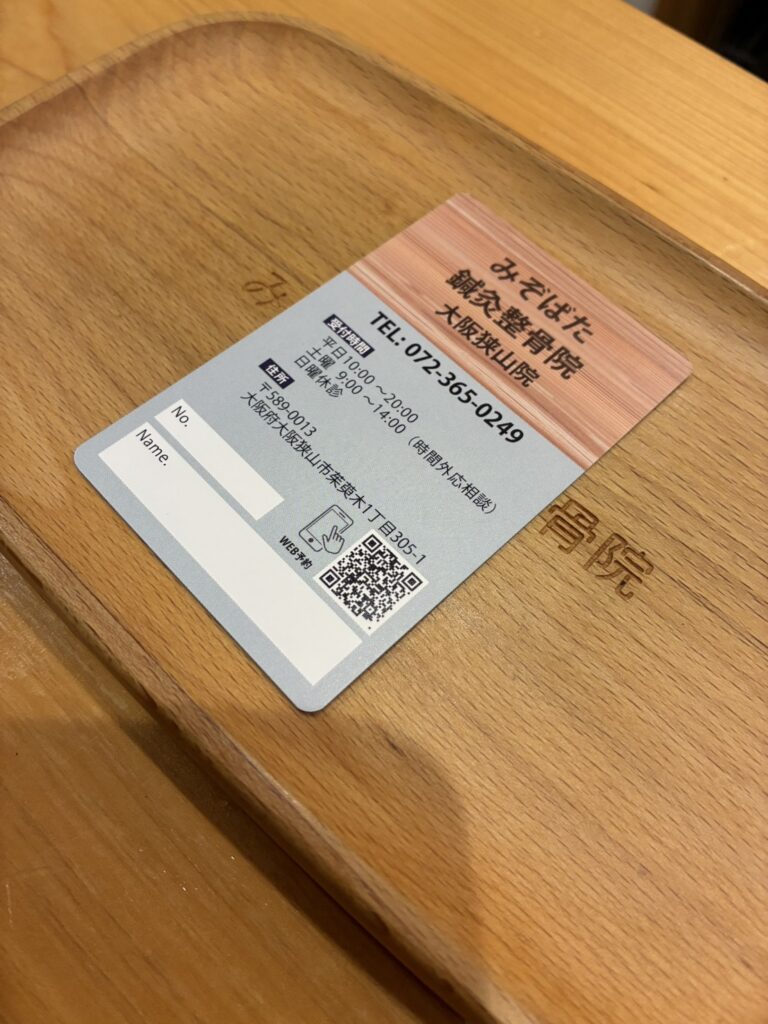 みぞばた
鍼灸整骨院
大阪狭山院
TEL: 072-365-0249
受付時間
平日10:00 ~20:00
土曜 9:00 ~14:00 (時間外応相談)
日曜休診
住所
〒589-0013
大阪府大阪狭山市茱萸木1丁目305-1
WEB予約
No.
Name.
み
骨院